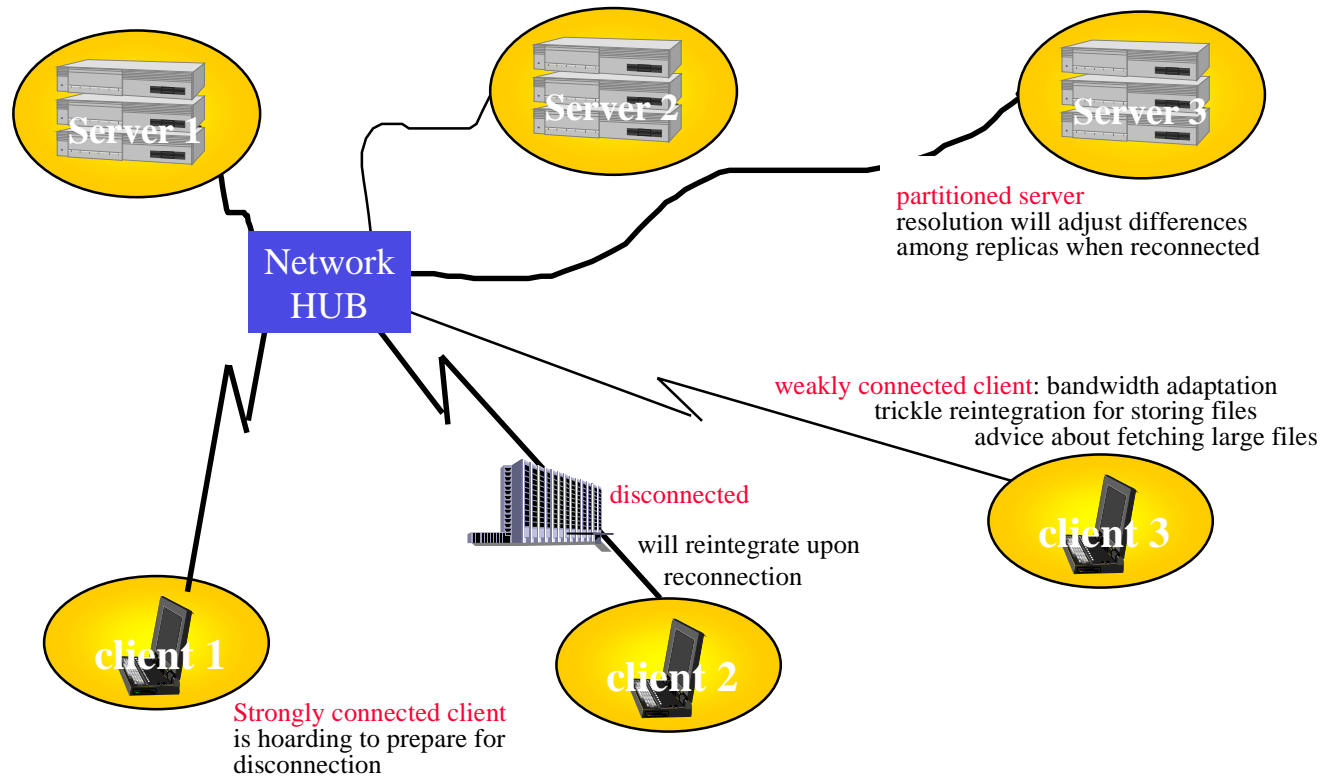 Server 1
Server 2
Server 3
partitioned server
resolution will adjust differences
among replicas when reconnected
Network
HUB
weakly connected client: bandwidth adaptation
trickle reintegration for storing files
advice about fetching large files
disconnected
will reintegrate upon
reconnection
client 3
client 1
client 2
Strongly connected client
is hoarding to prepare for
disconnection